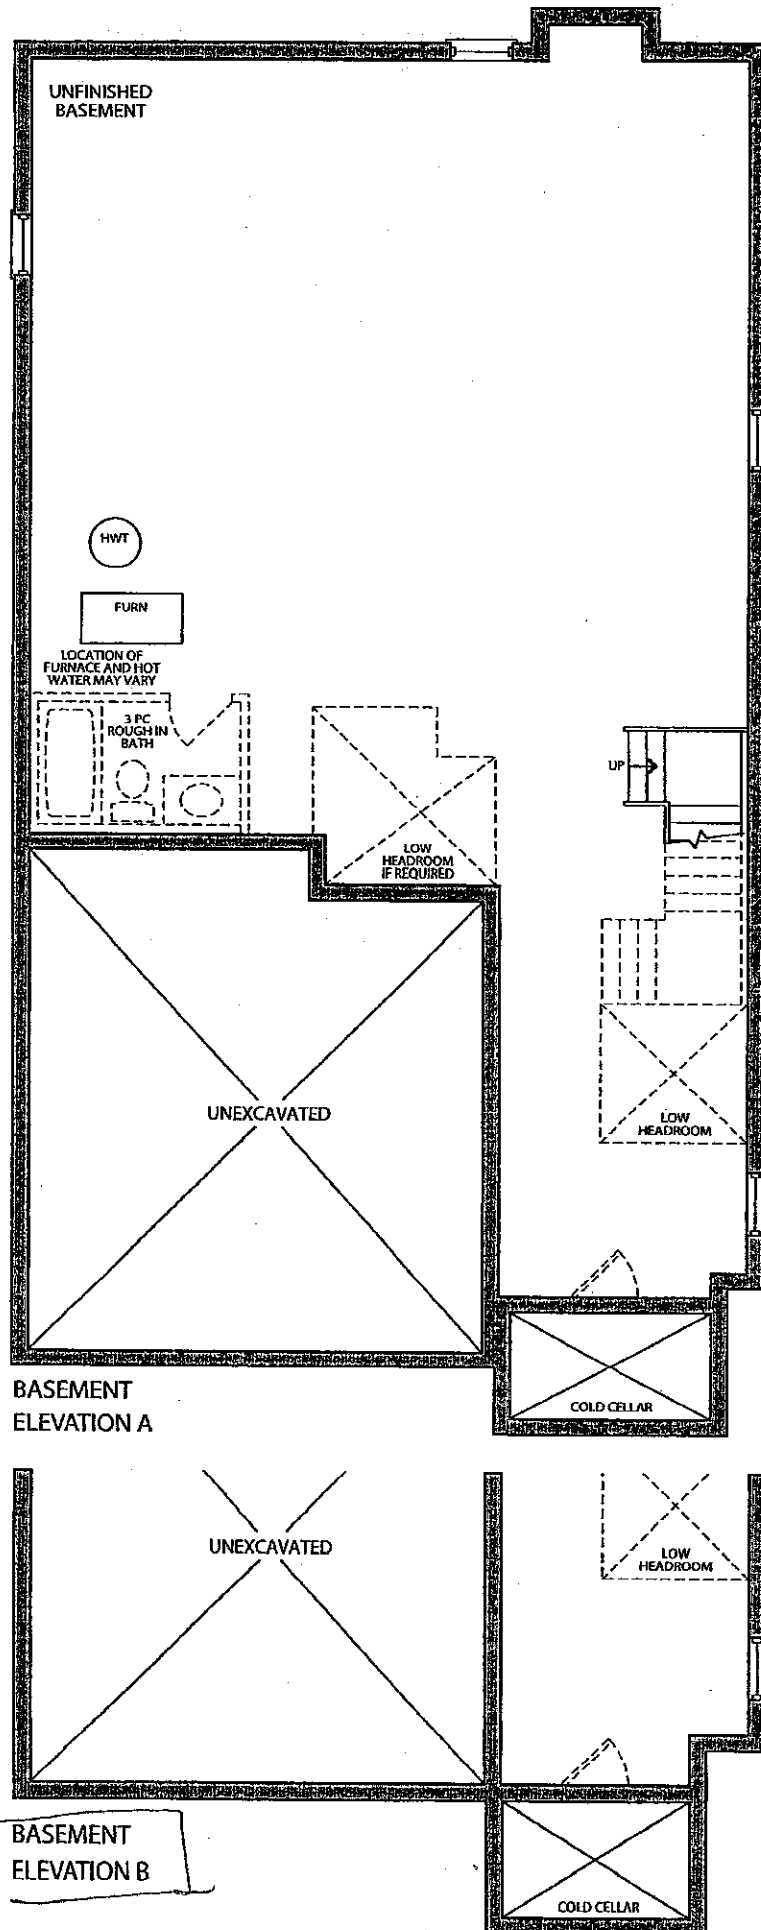 UNFINISHED
BASEMENT
HWT
FURN
LOCATION OF
FURNACE AND HOT
WATER MAY VARY
3 PC
ROUGH IN
BATH
UP
LOW
HEADROOM
IF REQUIRED
UNEXCAVATED
LOW
HEADROOM
COLD CELLAR
BASEMENT
ELEVATION A
UNEXCAVATED
LOW
HEADROOM
BASEMENT
ELEVATION B
COLD CELLAR